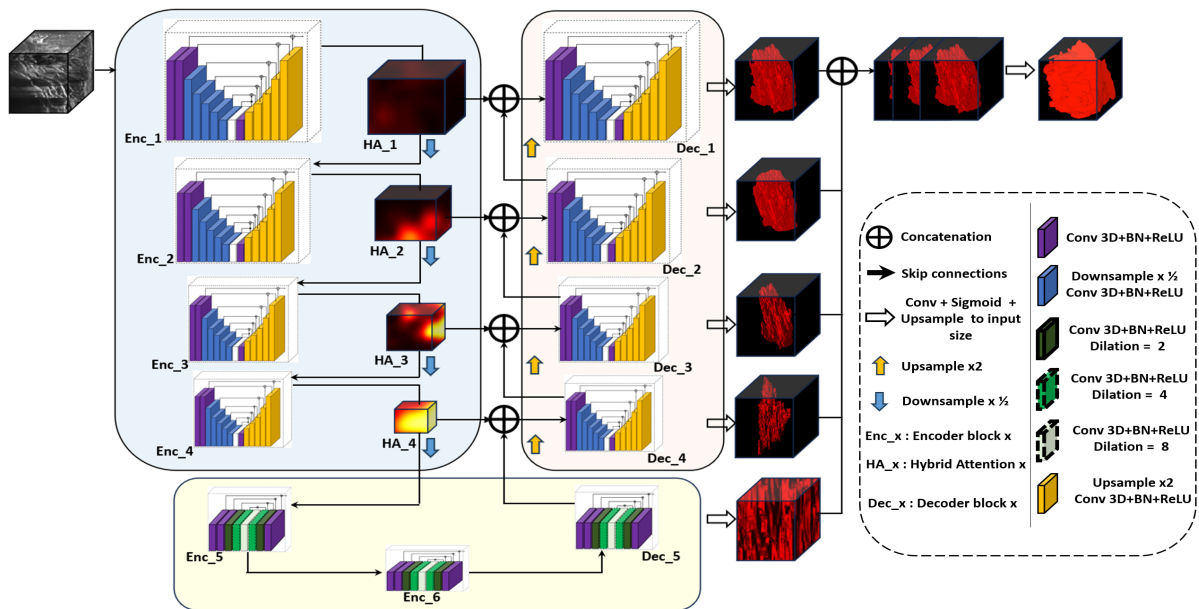 Enc_1
HA_1
Dec_1
Enc_2
HA_2
Dec_2
Enc_3
HA_3
Dec_3
Enc_4
HA_4
Dec_4
Enc_5
Enc_6
Dec_5
Concatenation
Skip connections
Conv + Sigmoid +
Upsample to input
size
Upsample x2
Downsample x ½
Enc_x : Encoder block x
HA_x : Hybrid Attention x
Dec_x : Decoder block x
Conv 3D+BN+ReLU
Downsample x ½
Conv 3D+BN+ReLU
Conv 3D+BN+ReLU
Dilation = 2
Conv 3D+BN+ReLU
Dilation = 4
Conv 3D+BN+ReLU
Dilation = 8
Upsample x2
Conv 3D+BN+ReLU